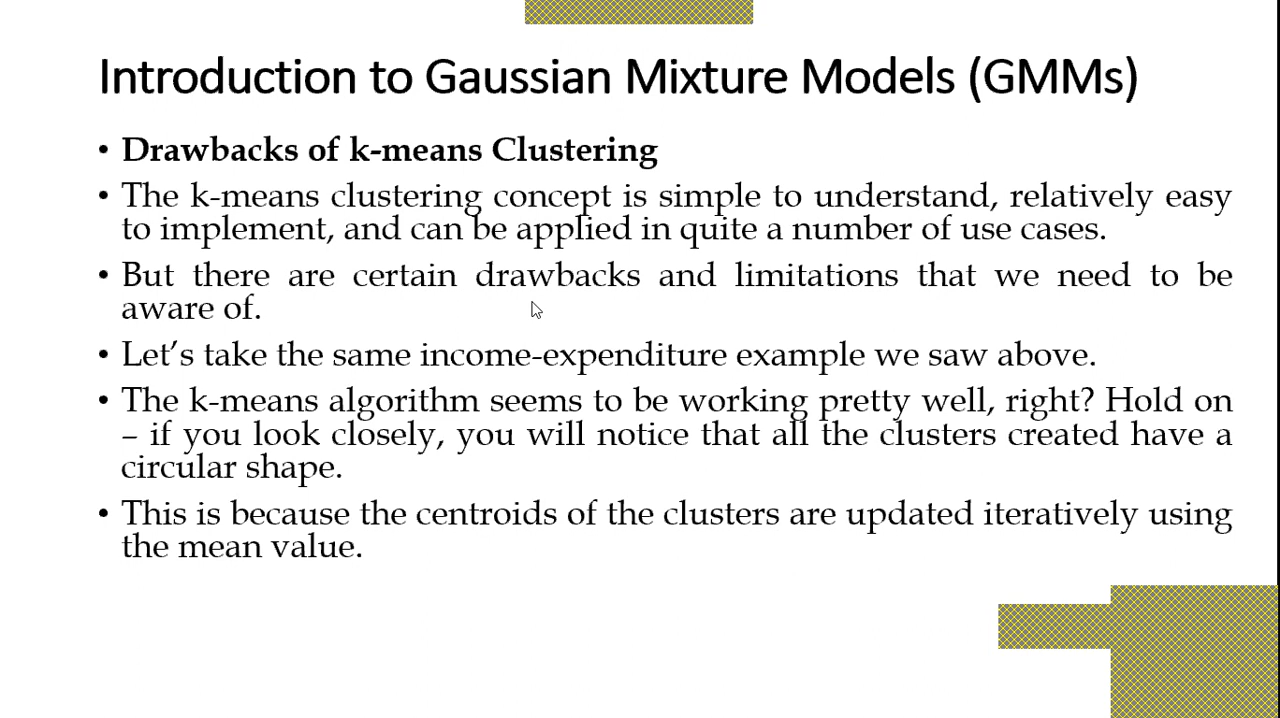 Introduction to Gaussian Mixture Models (GMMs)
• Drawbacks of k-means Clustering
• The k-means clustering concept is simple to understand, relatively easy
to implement, and can be applied in quite a number of use cases.
• But there are certain drawbacks and limitations that we need to be
aware of.
• Let’s take the same income-expenditure example we saw above.
• The k-means algorithm seems to be working pretty well, right? Hold on
– if you look closely, you will notice that all the clusters created have a
circular shape.
• This is because the centroids of the clusters are updated iteratively using
the mean value.